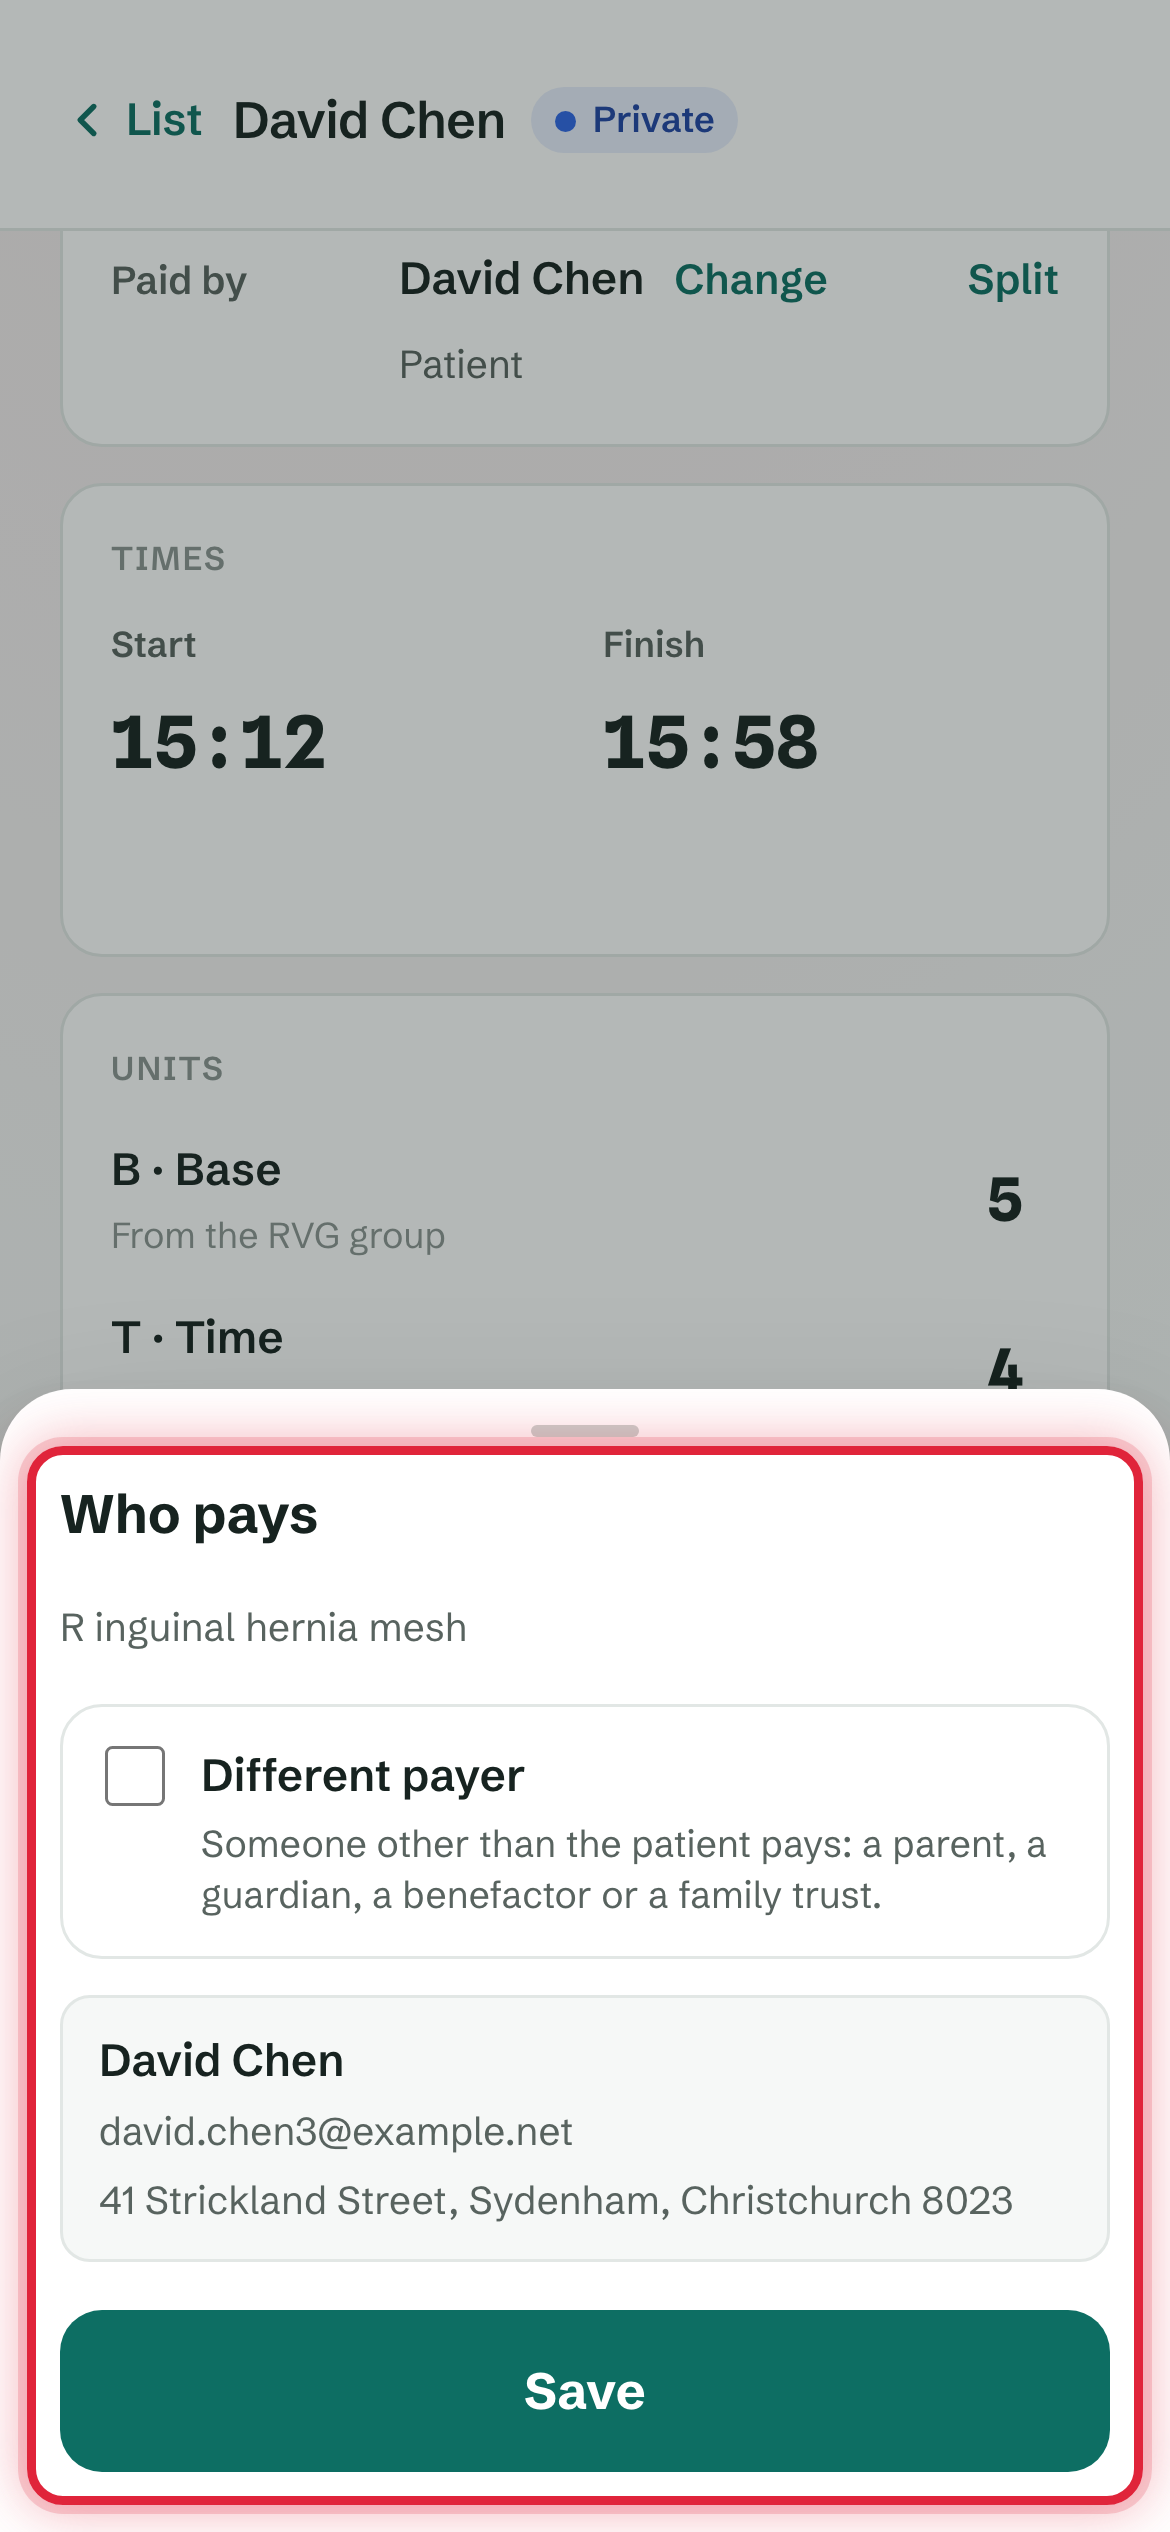 List David Chen Private
Paid by David Chen Change Split
Patient
TIMES
Start Finish
15:12 15:58
UNITS
B · Base
5
From the RVG group
T · Time
4
Who pays
R inguinal hernia mesh
Different payer
Someone other than the patient pays: a parent, a
guardian, a benefactor or a family trust.
David Chen
david.chen3@example.net
41 Strickland Street, Sydenham, Christchurch 8023
Save